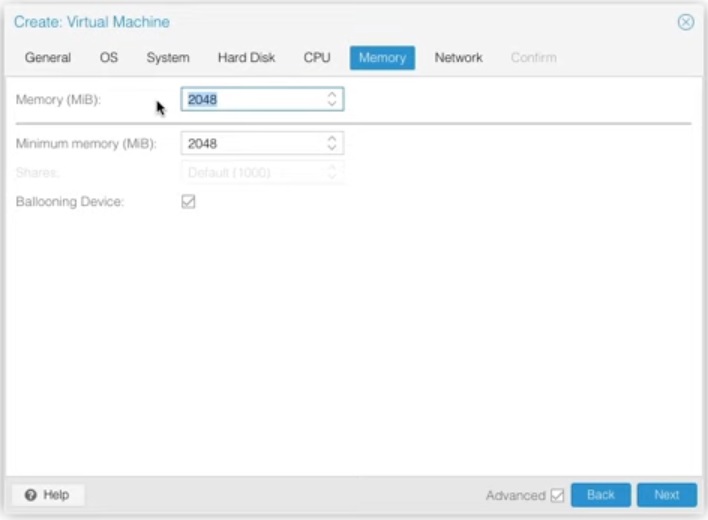 Create: Virtual Machine
General OS System Hard Disk CPU Memory Network Confirm
Memory (MiB): 2048
Minimum memory (MiB): 2048
Shares: Default (1000)
Ballooning Device:
Help Advanced Back Next